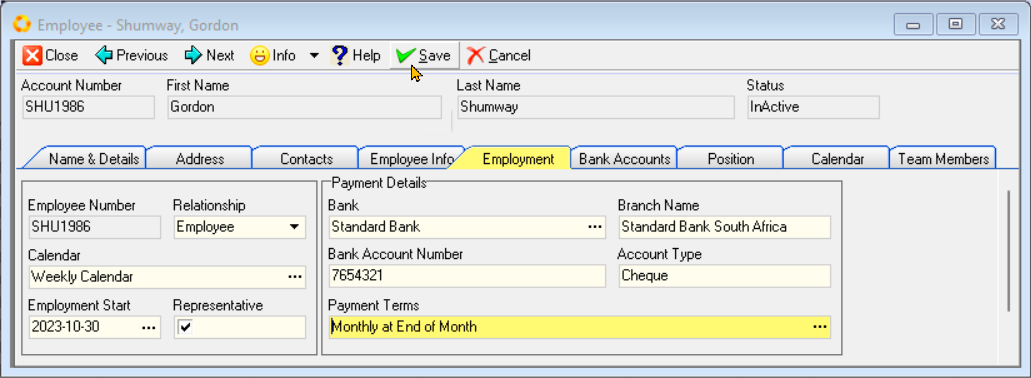 Employee - Shumway, Gordon
Close Previous Next Info Help Save Cancel
Account Number First Name Last Name Status
SHU1986 Gordon Shumway InActive
Name & Details Address Contacts Employee Info Employment Bank Accounts Position Calendar Team Members
Payment Details
Employee Number Relationship Bank Branch Name
SHU1986 Employee Standard Bank ... Standard Bank South Africa
Calendar Bank Account Number Account Type
Weekly Calendar ... 7654321 Cheque
Employment Start Representative Payment Terms
2023-10-30 ... Monthly at End of Month ...